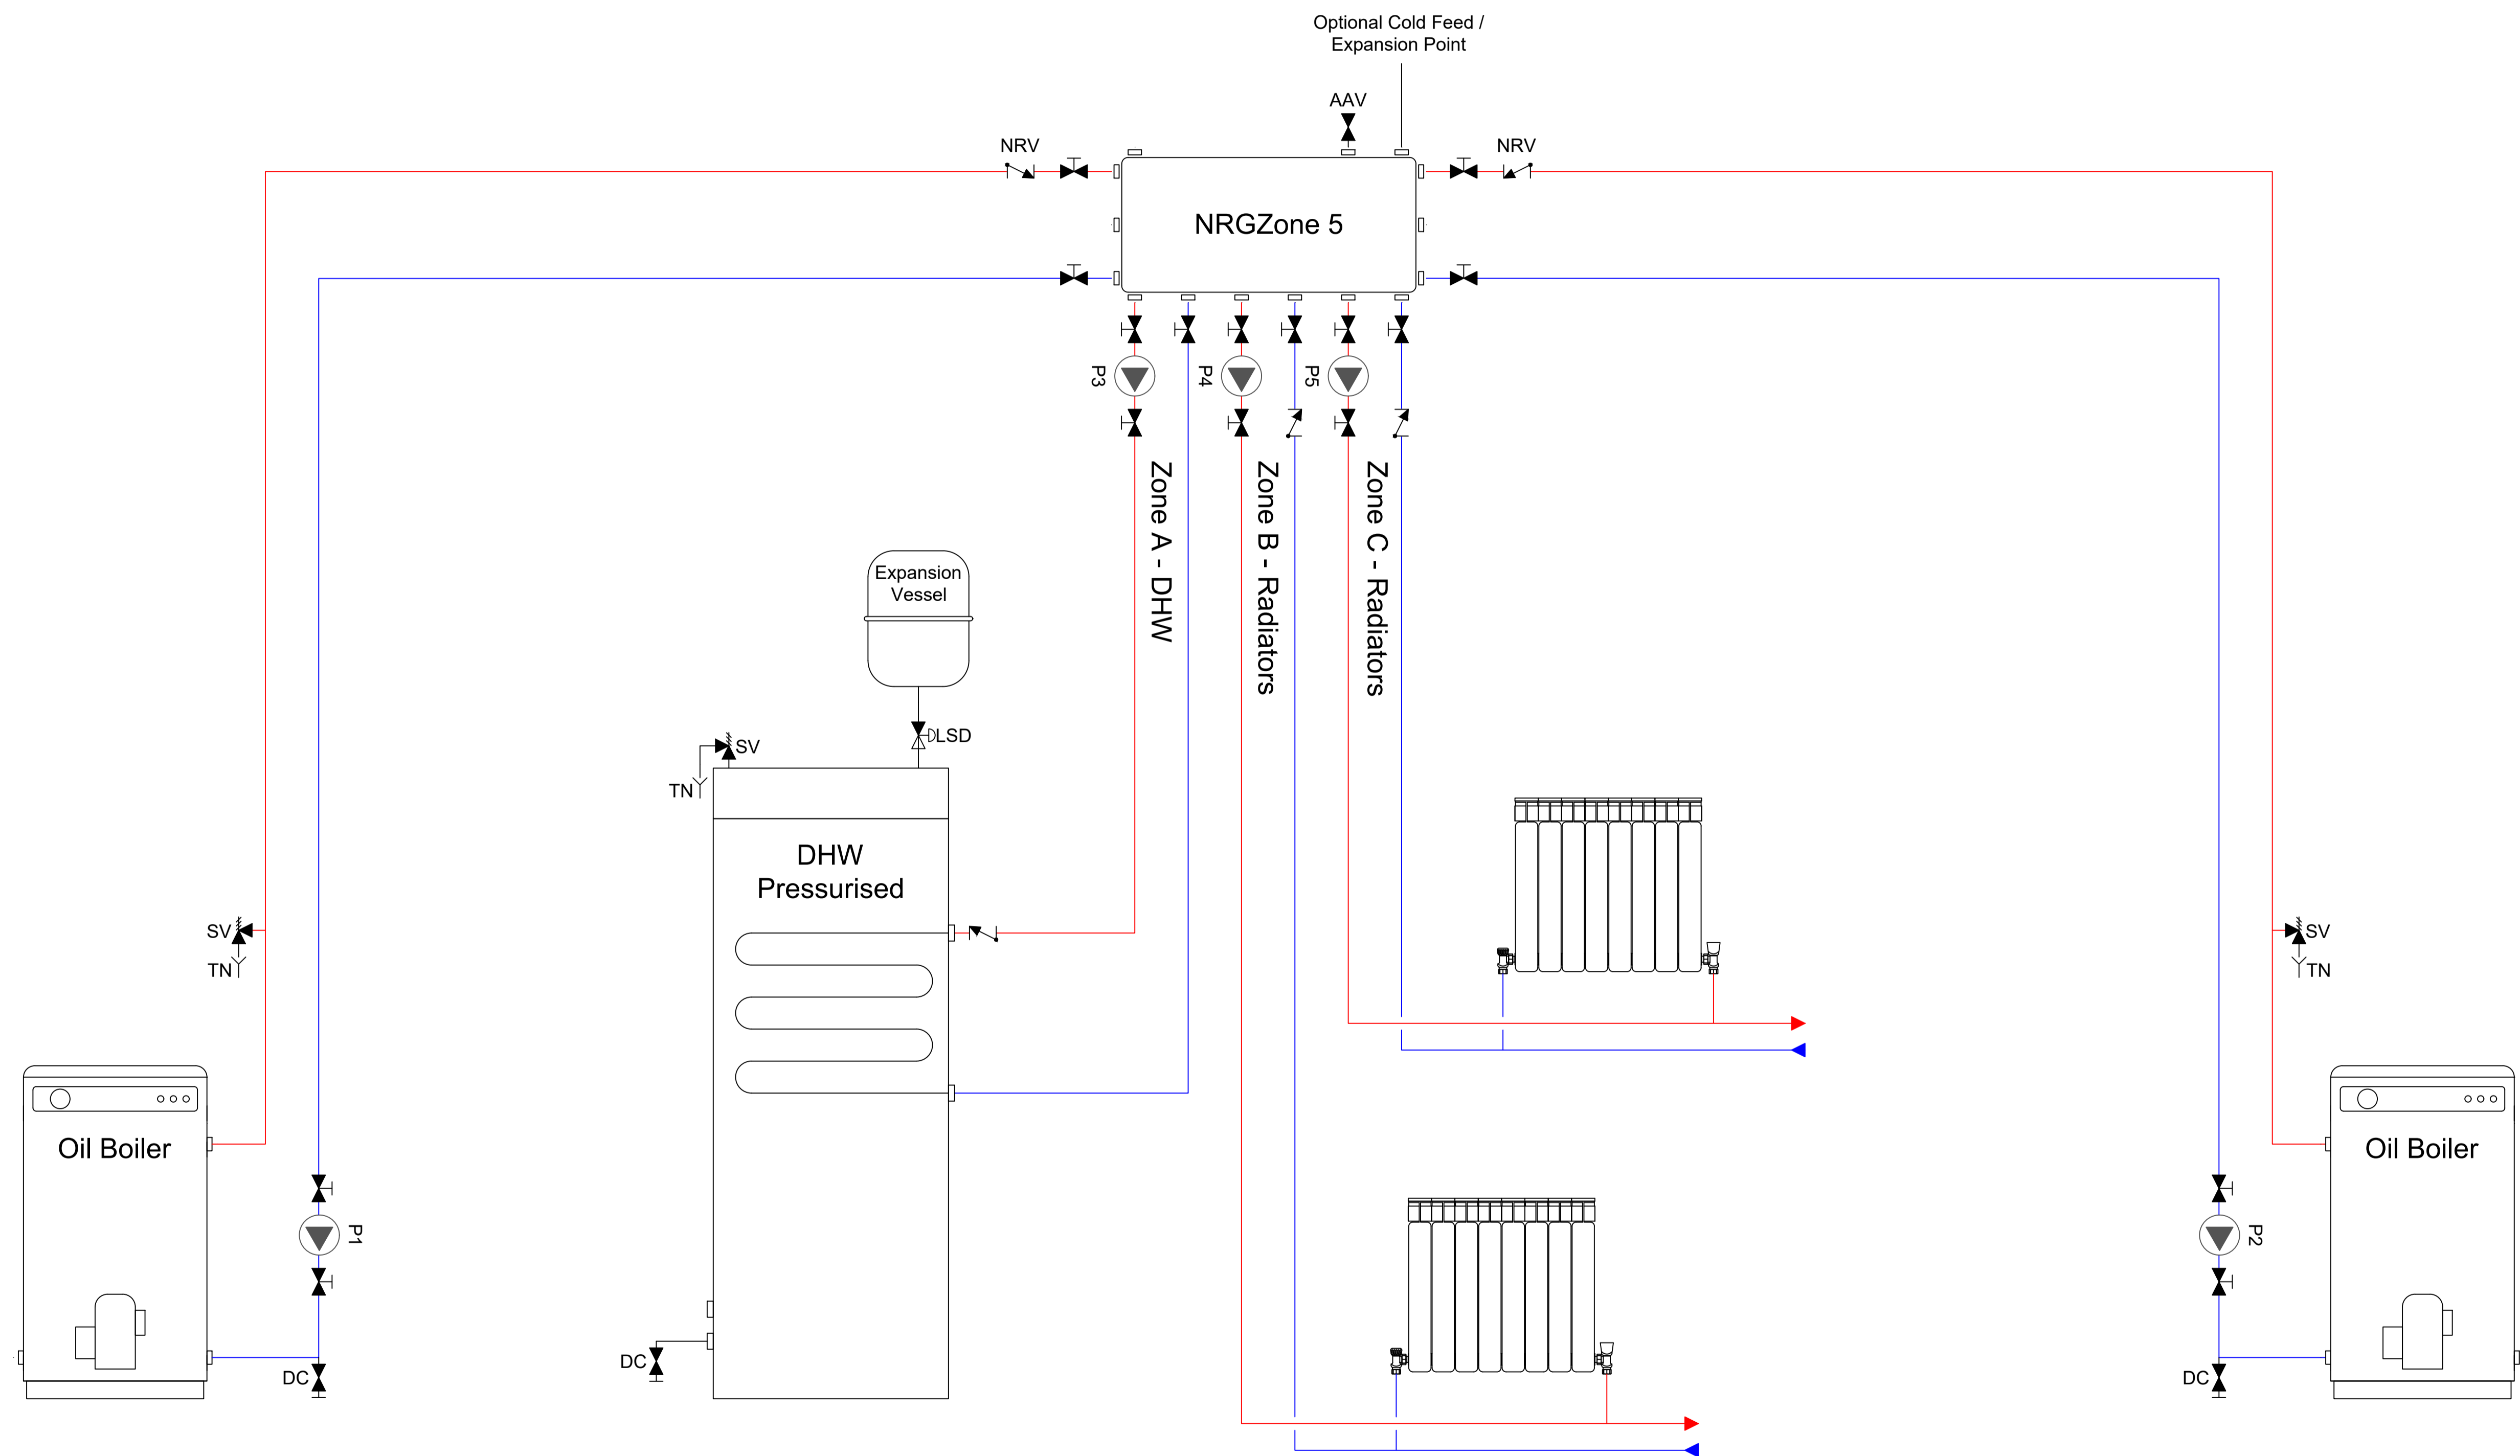 Optional Cold Feed /
Expansion Point
AAV
NRV
NRV
NRGZone 5
P3
P4
P5
Zone A - DHW
Zone B - Radiators
Zone C - Radiators
Expansion
Vessel
LSD
SV
TN
DHW
Pressurised
SV
TN
SV
TN
Oil Boiler
Oil Boiler
P1
P2
DC
DC
DC